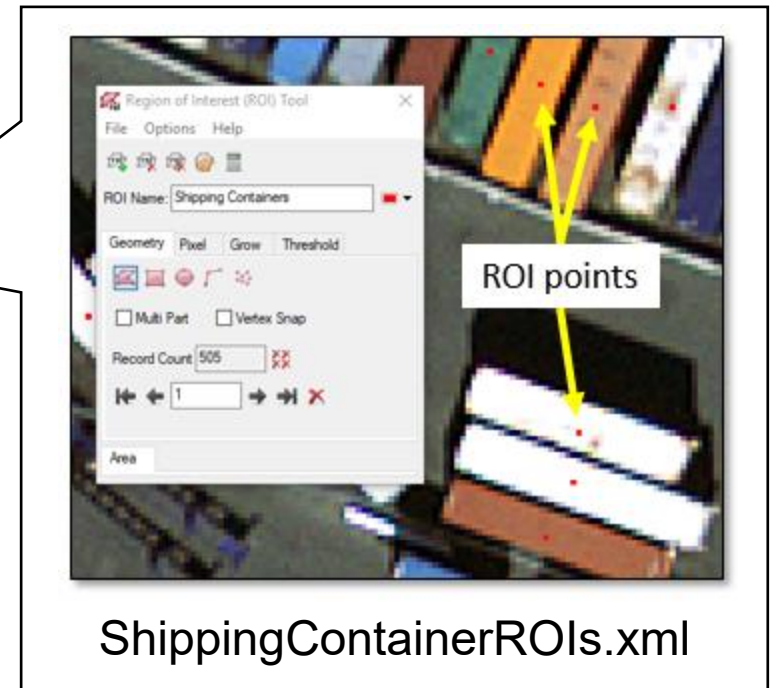 Region of Interest (ROI) Tool
File Options Help
ROI Name: Shipping Containers
Geometry Pixel Grow Threshold
Multi Part Vertex Snap
Record Count 505
1
Area
ROI points
ShippingContainerROIs.xml